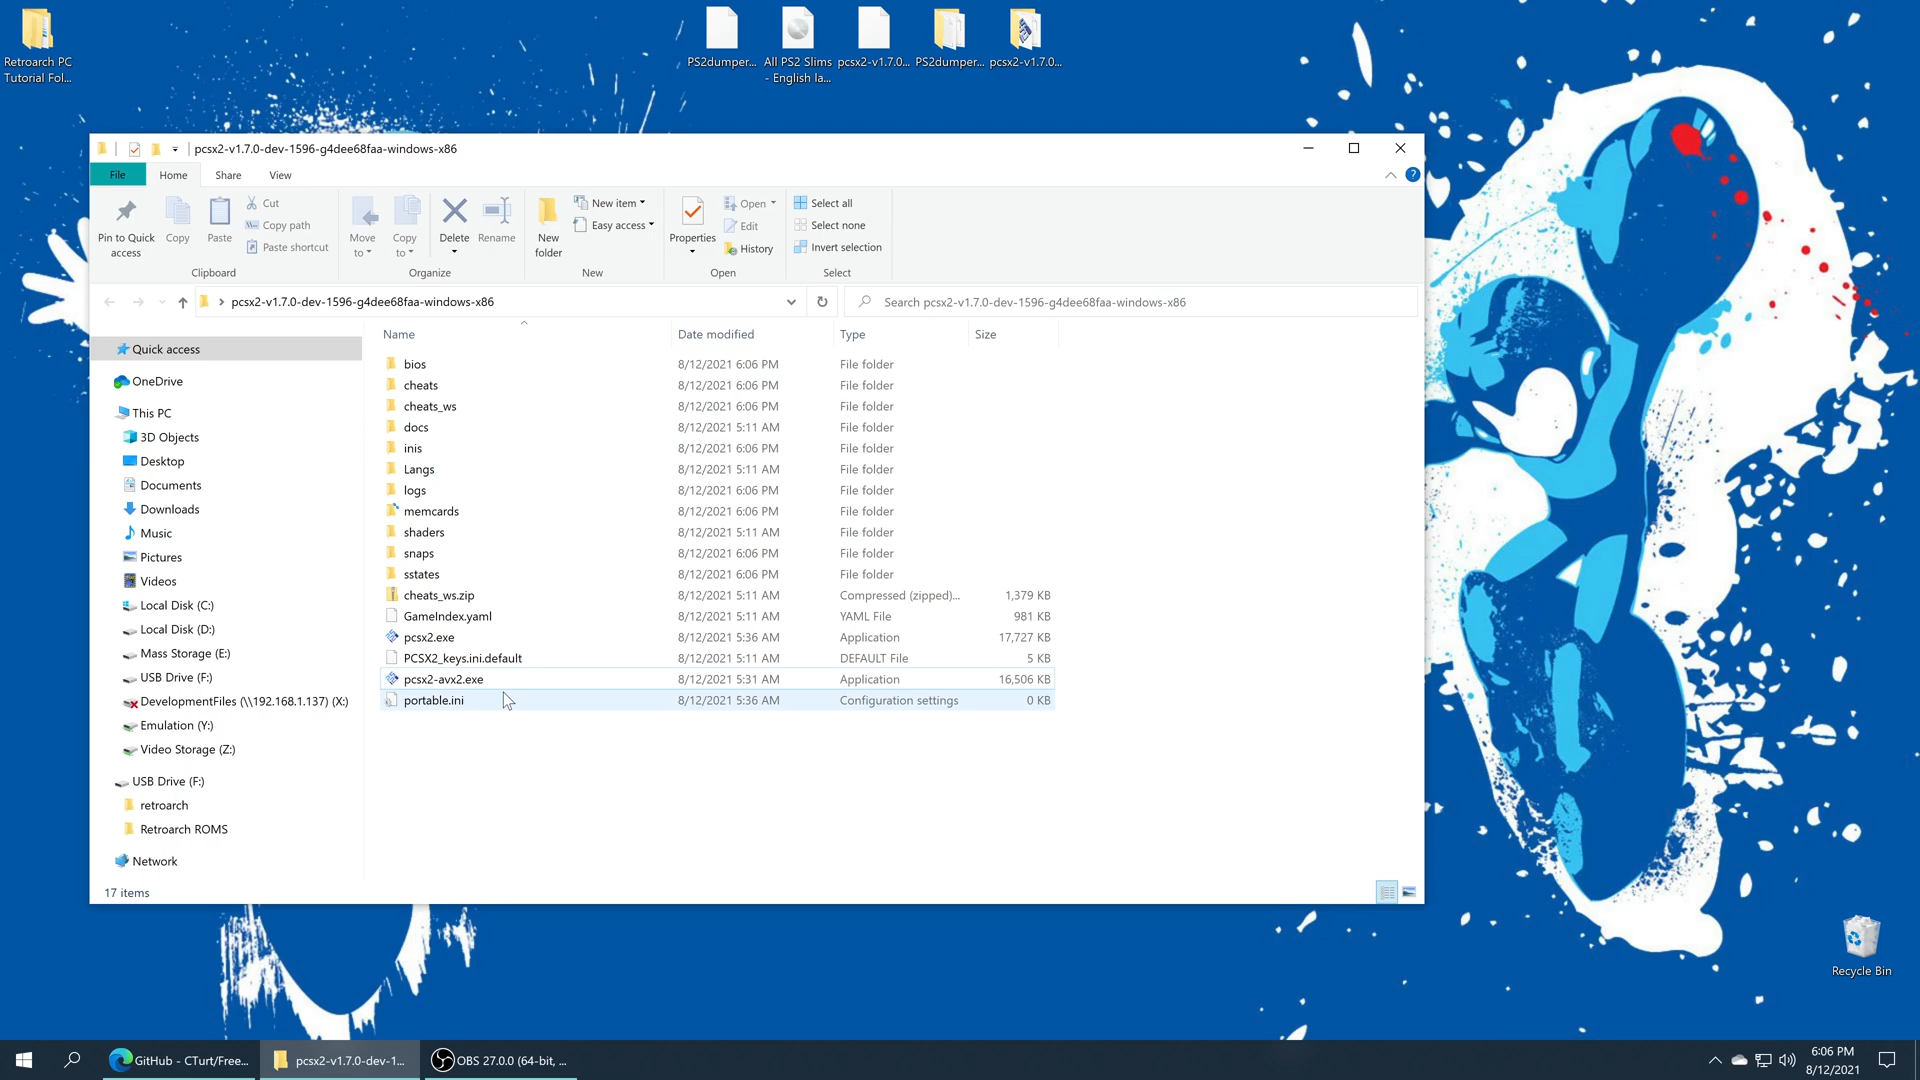 Retroarch PC
Tutorial Fol...
PS2dumper...
All PS2 Slims
- English la...
pcsx2-v1.7.0...
PS2dumper...
pcsx2-v1.7.0...
pcsx2-v1.7.0-dev-1596-g4dee68faa-windows-x86
File
Home
Share
View
Pin to Quick
access
Copy
Paste
Cut
Copy path
Paste shortcut
Clipboard
Move
to
Copy
to
Delete
Rename
Organize
New
folder
New item
Easy access
New
Properties
Open
Edit
History
Open
Select all
Select none
Invert selection
Select
pcsx2-v1.7.0-dev-1596-g4dee68faa-windows-x86
Search pcsx2-v1.7.0-dev-1596-g4dee68faa-windows-x86
Quick access
OneDrive
This PC
3D Objects
Desktop
Documents
Downloads
Music
Pictures
Videos
Local Disk (C:)
Local Disk (D:)
Mass Storage (E:)
USB Drive (F:)
DevelopmentFiles (\\192.168.1.137) (X:)
Emulation (Y:)
Video Storage (Z:)
USB Drive (F:)
retroarch
Retroarch ROMS
Network
Name Date modified Type Size
bios 8/12/2021 6:06 PM File folder
cheats 8/12/2021 6:06 PM File folder
cheats_ws 8/12/2021 6:06 PM File folder
docs 8/12/2021 5:11 AM File folder
inis 8/12/2021 6:06 PM File folder
Langs 8/12/2021 5:11 AM File folder
logs 8/12/2021 6:06 PM File folder
memcards 8/12/2021 6:06 PM File folder
shaders 8/12/2021 5:11 AM File folder
snaps 8/12/2021 6:06 PM File folder
sstates 8/12/2021 6:06 PM File folder
cheats_ws.zip 8/12/2021 5:11 AM Compressed (zipped)... 1,379 KB
GameIndex.yaml 8/12/2021 5:11 AM YAML File 981 KB
pcsx2.exe 8/12/2021 5:36 AM Application 17,727 KB
PCSX2_keys.ini.default 8/12/2021 5:11 AM DEFAULT File 5 KB
pcsx2-avx2.exe 8/12/2021 5:31 AM Application 16,506 KB
portable.ini 8/12/2021 5:36 AM Configuration settings 0 KB
17 items
Recycle Bin
GitHub - CTurt/Free...
pcsx2-v1.7.0-dev-1...
OBS 27.0.0 (64-bit, ...
6:06 PM
8/12/2021